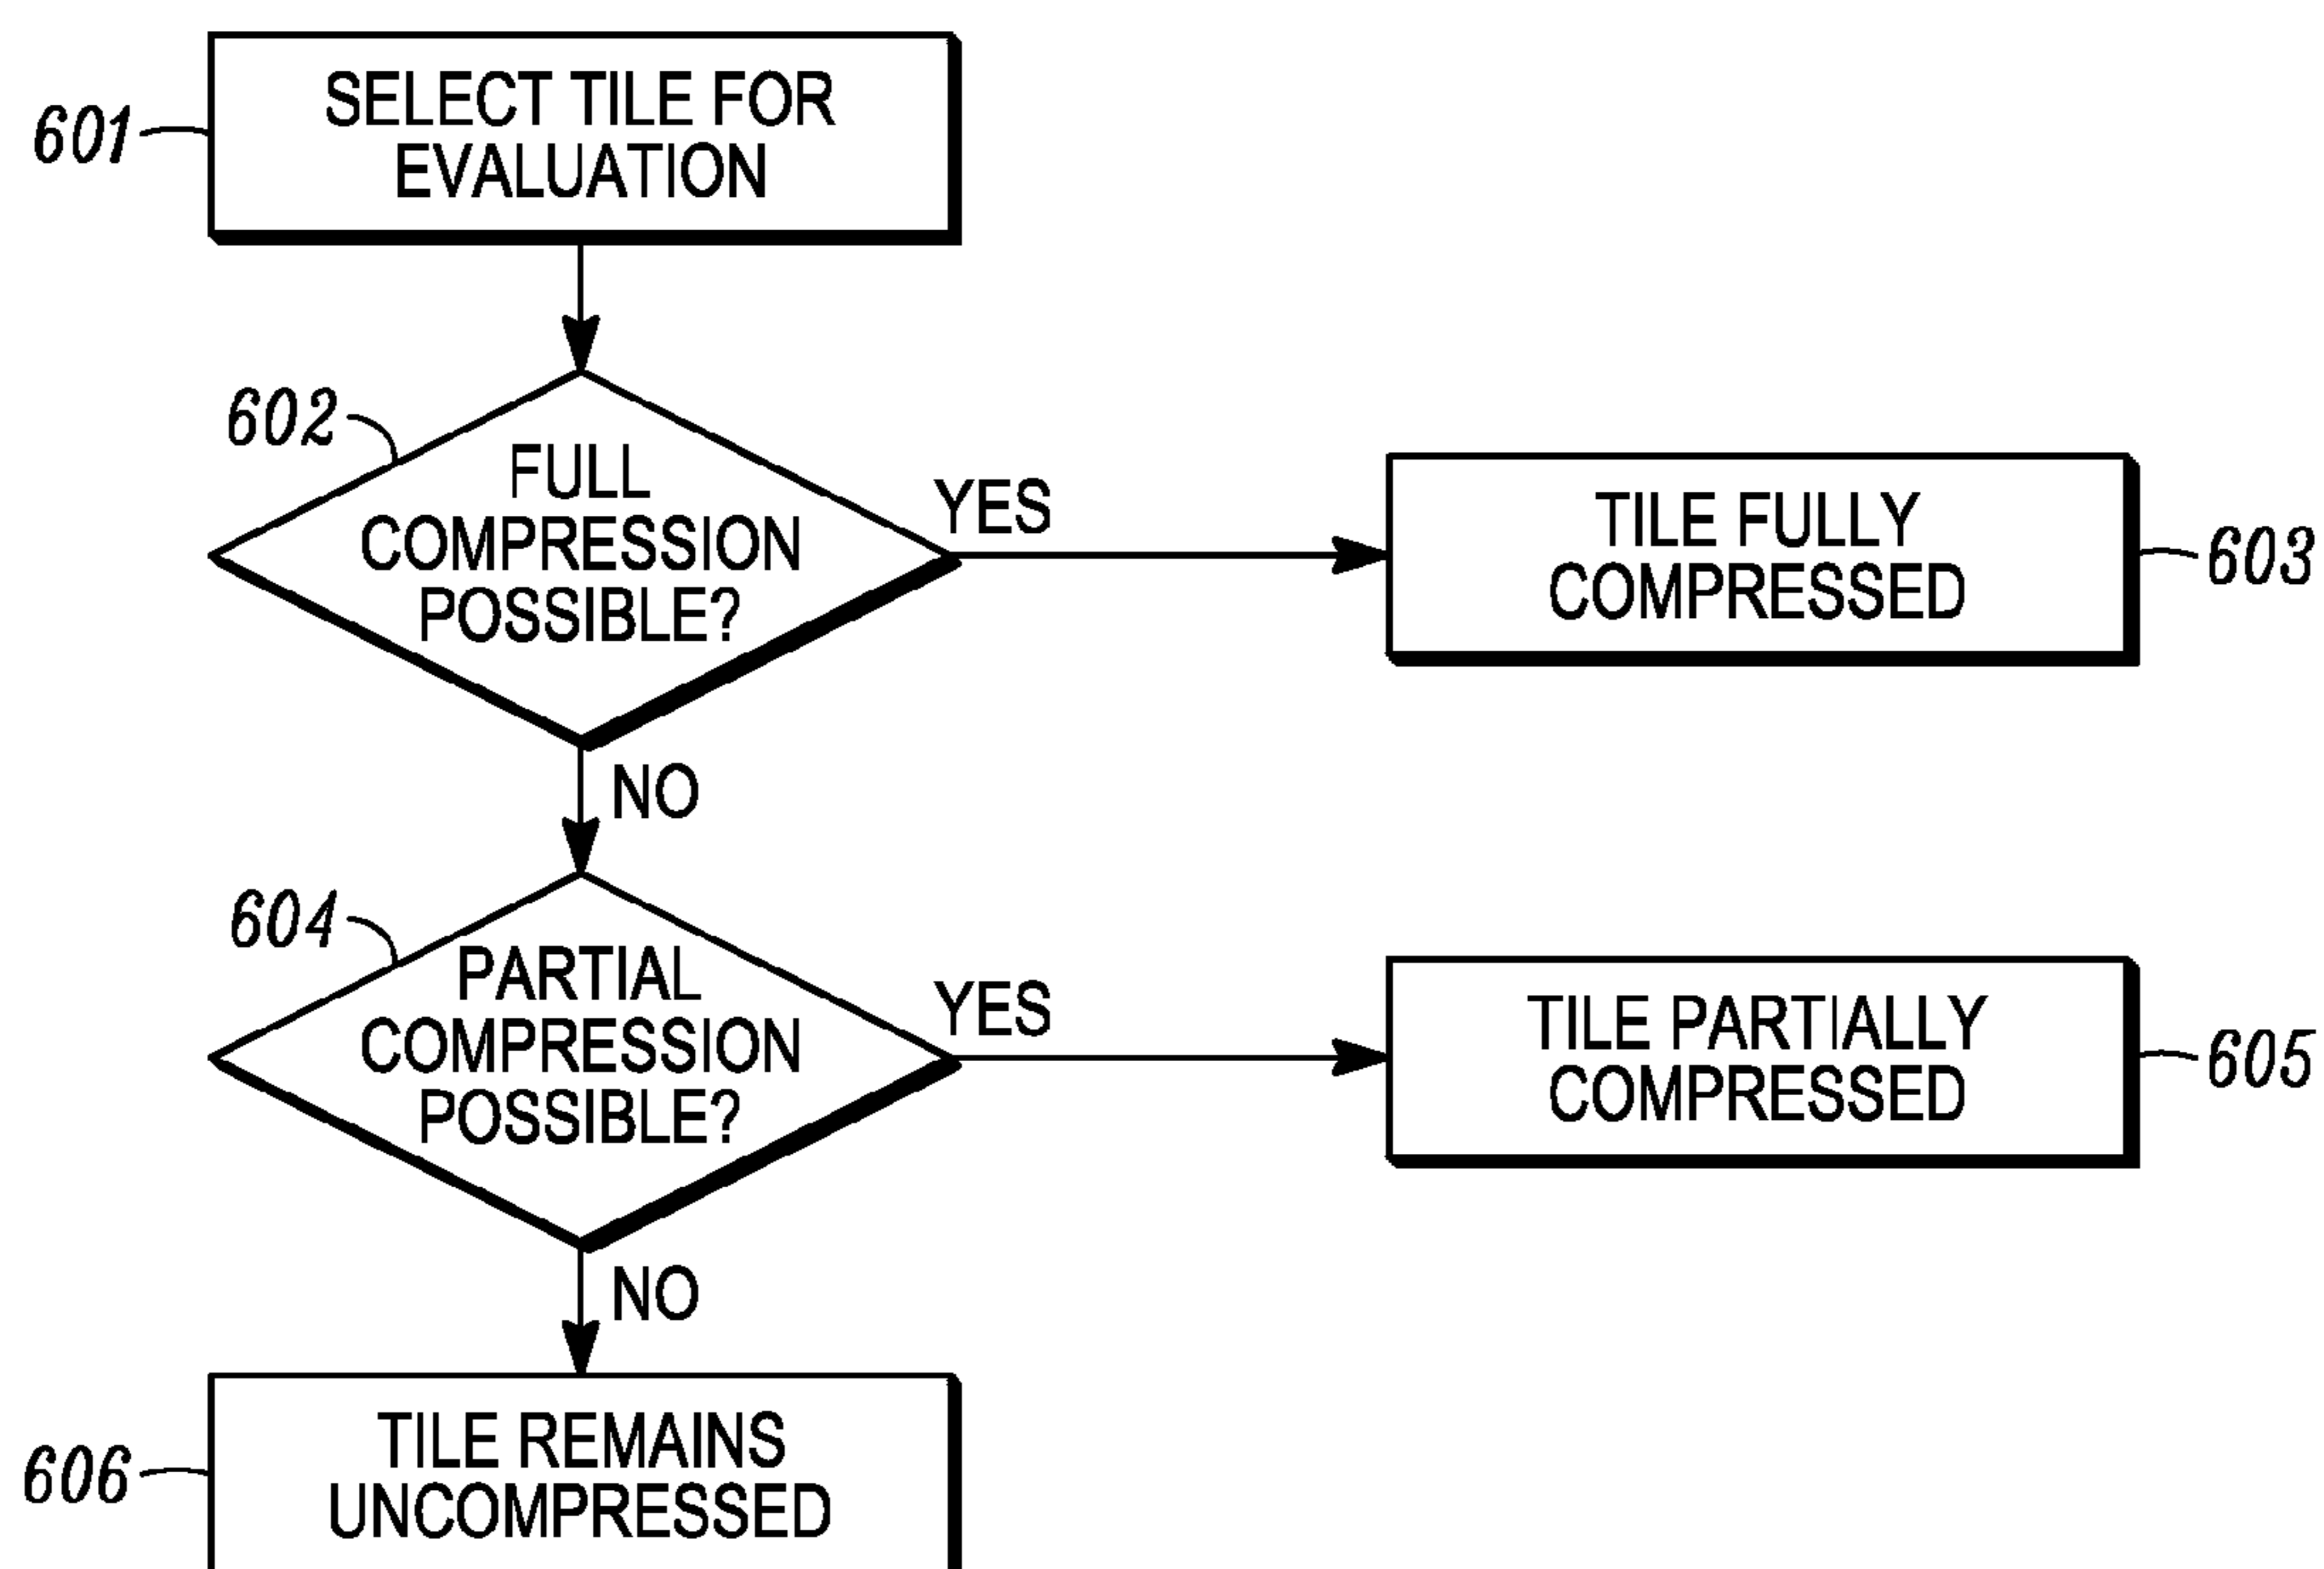 601
SELECT TILE FOR
EVALUATION
602
FULL
COMPRESSION
POSSIBLE?
YES
TILE FULLY
COMPRESSED
603
NO
604
PARTIAL
COMPRESSION
POSSIBLE?
YES
TILE PARTIALLY
COMPRESSED
605
NO
606
TILE REMAINS
UNCOMPRESSED